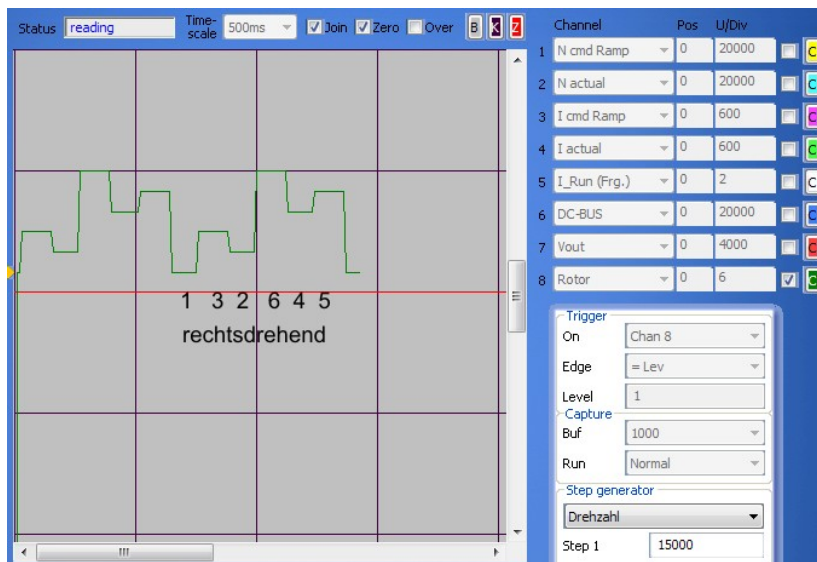 Status reading Time-scale 500ms Join Zero Over B K Z
1 3 2 6 4 5
rechtsdrehend
Channel Pos U/Div
1 N cmd Ramp 0 20000 C
2 N actual 0 20000 C
3 I cmd Ramp 0 600 C
4 I actual 0 600 C
5 I_Run (Frg.) 0 2 C
6 DC-BUS 0 20000 C
7 Vout 0 4000 C
8 Rotor 0 6 C
Trigger
On Chan 8
Edge = Lev
Level 1
Capture
Buf 1000
Run Normal
Step generator
Drehzahl
Step 1 15000